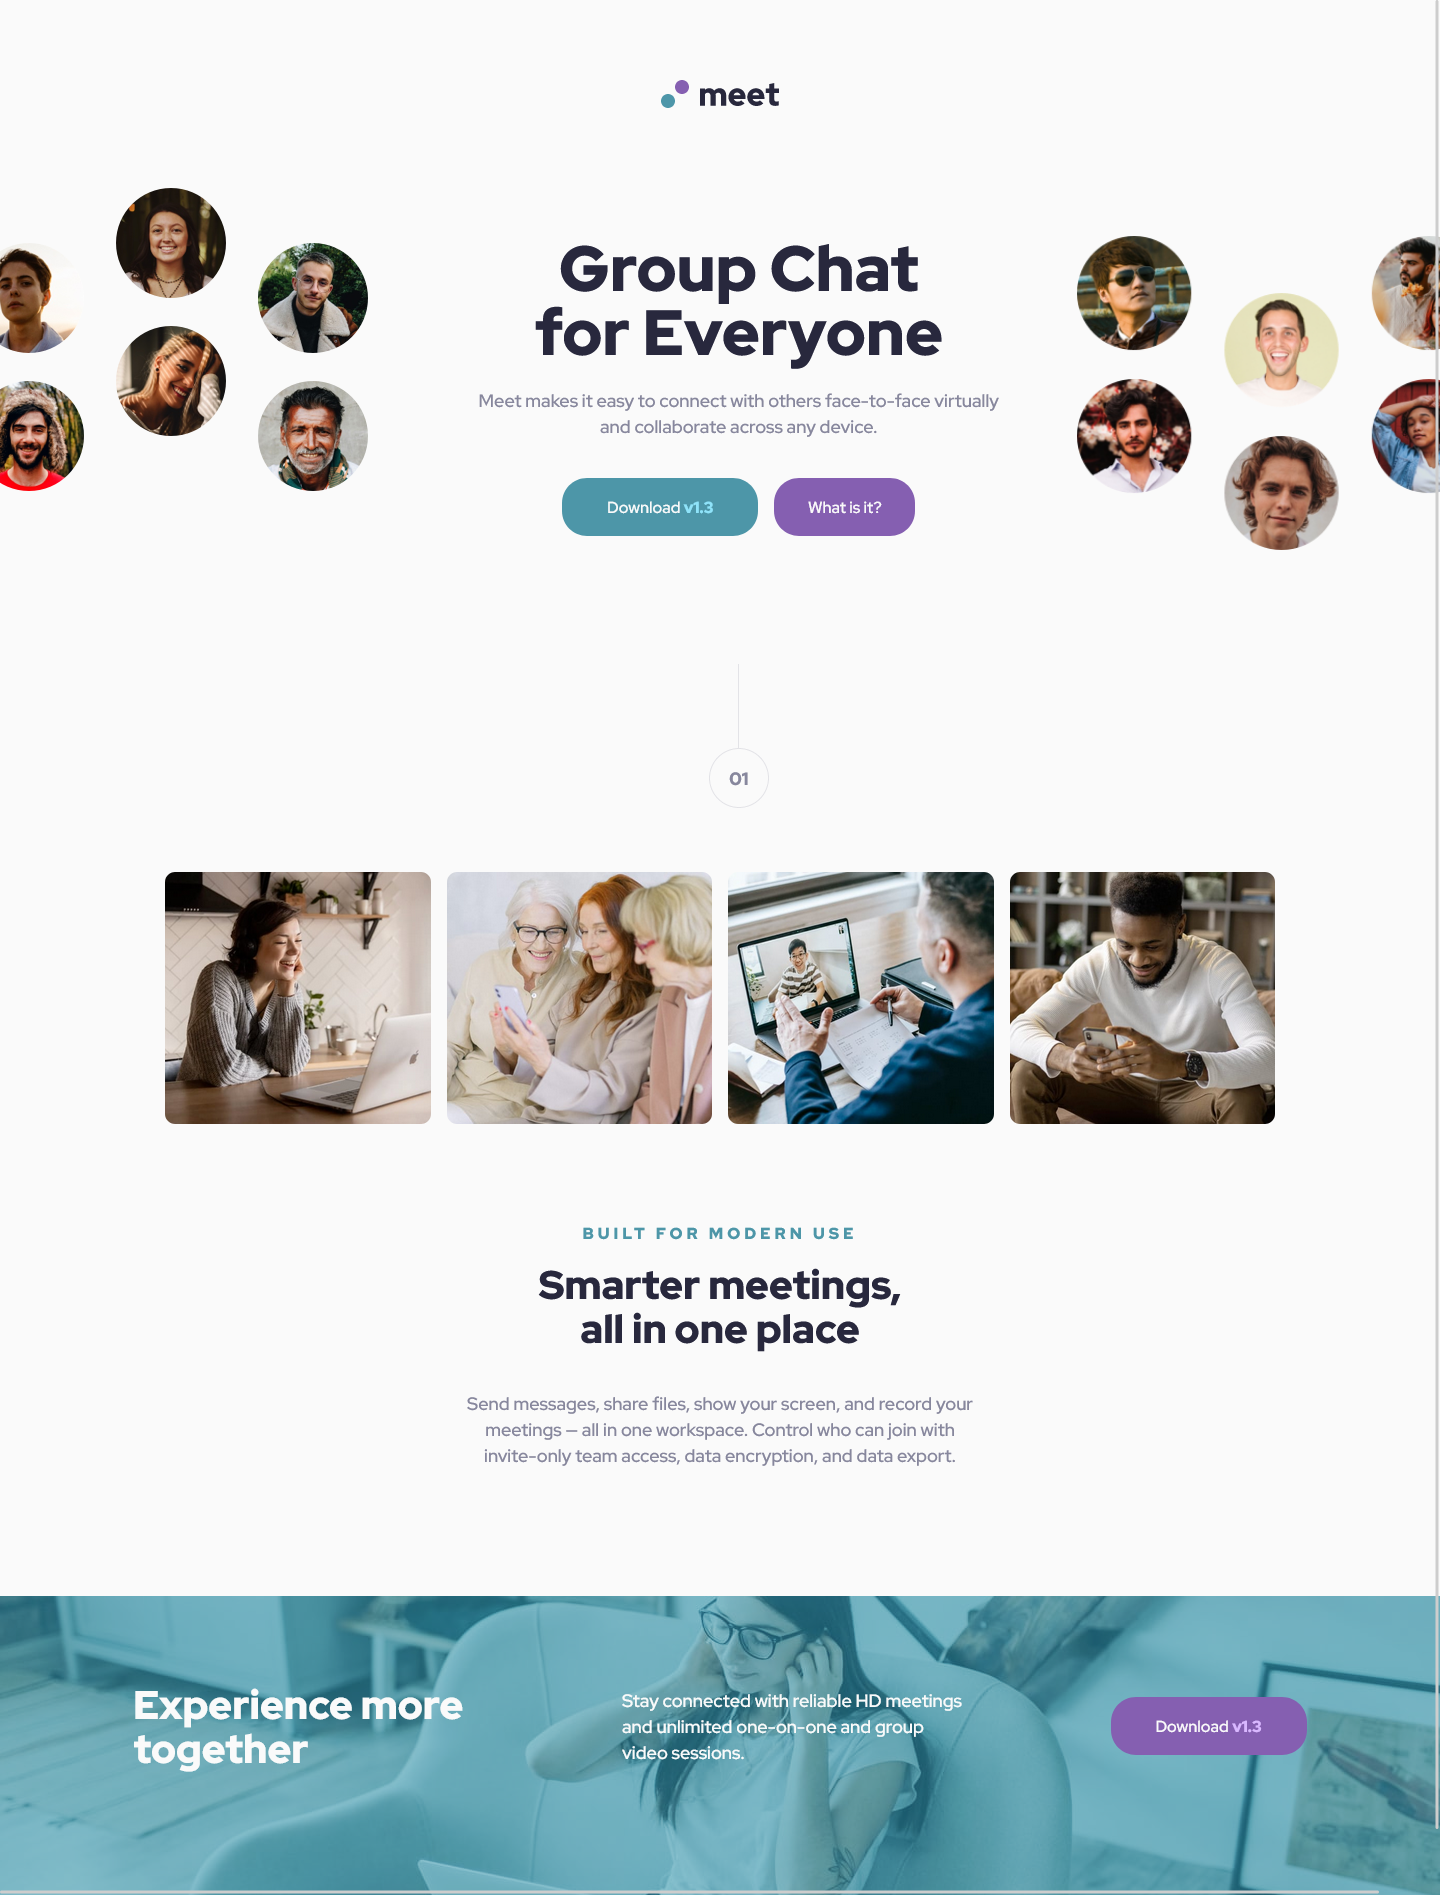 meet
Group Chat
for Everyone
Meet makes it easy to connect with others face-to-face virtually
and collaborate across any device.
Download v1.3
What is it?
01
BUILT FOR MODERN USE
Smarter meetings,
all in one place
Send messages, share files, show your screen, and record your
meetings — all in one workspace. Control who can join with
invite-only team access, data encryption, and data export.
Experience more
together
Stay connected with reliable HD meetings
and unlimited one-on-one and group
video sessions.
Download v1.3